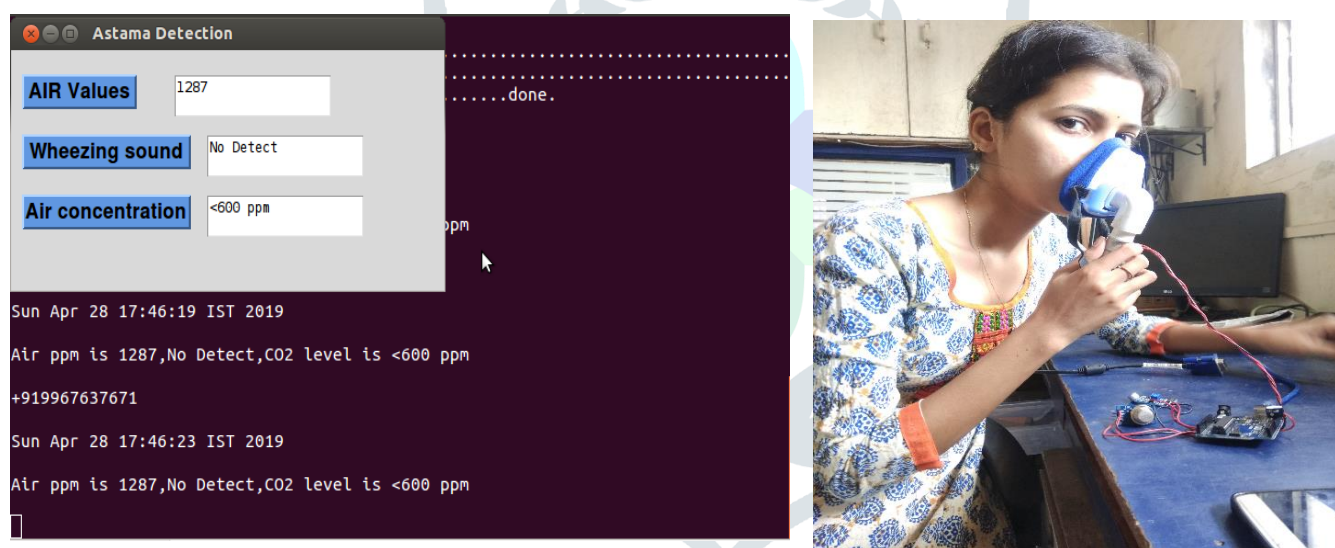 Astama Detection
AIR Values
1287
Wheezing sound
No Detect
Air concentration
<600 ppm
....................................
....................................
.......done.
ppm
Sun Apr 28 17:46:19 IST 2019
Air ppm is 1287,No Detect,CO2 level is <600 ppm
+919967637671
Sun Apr 28 17:46:23 IST 2019
Air ppm is 1287,No Detect,CO2 level is <600 ppm